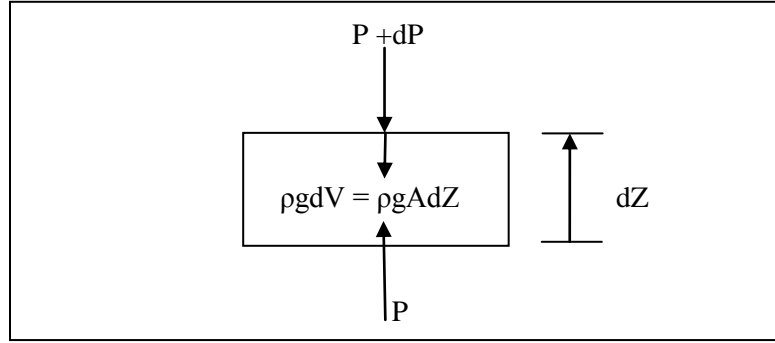 P +dP
ρgdV = ρgAdZ
dZ
P